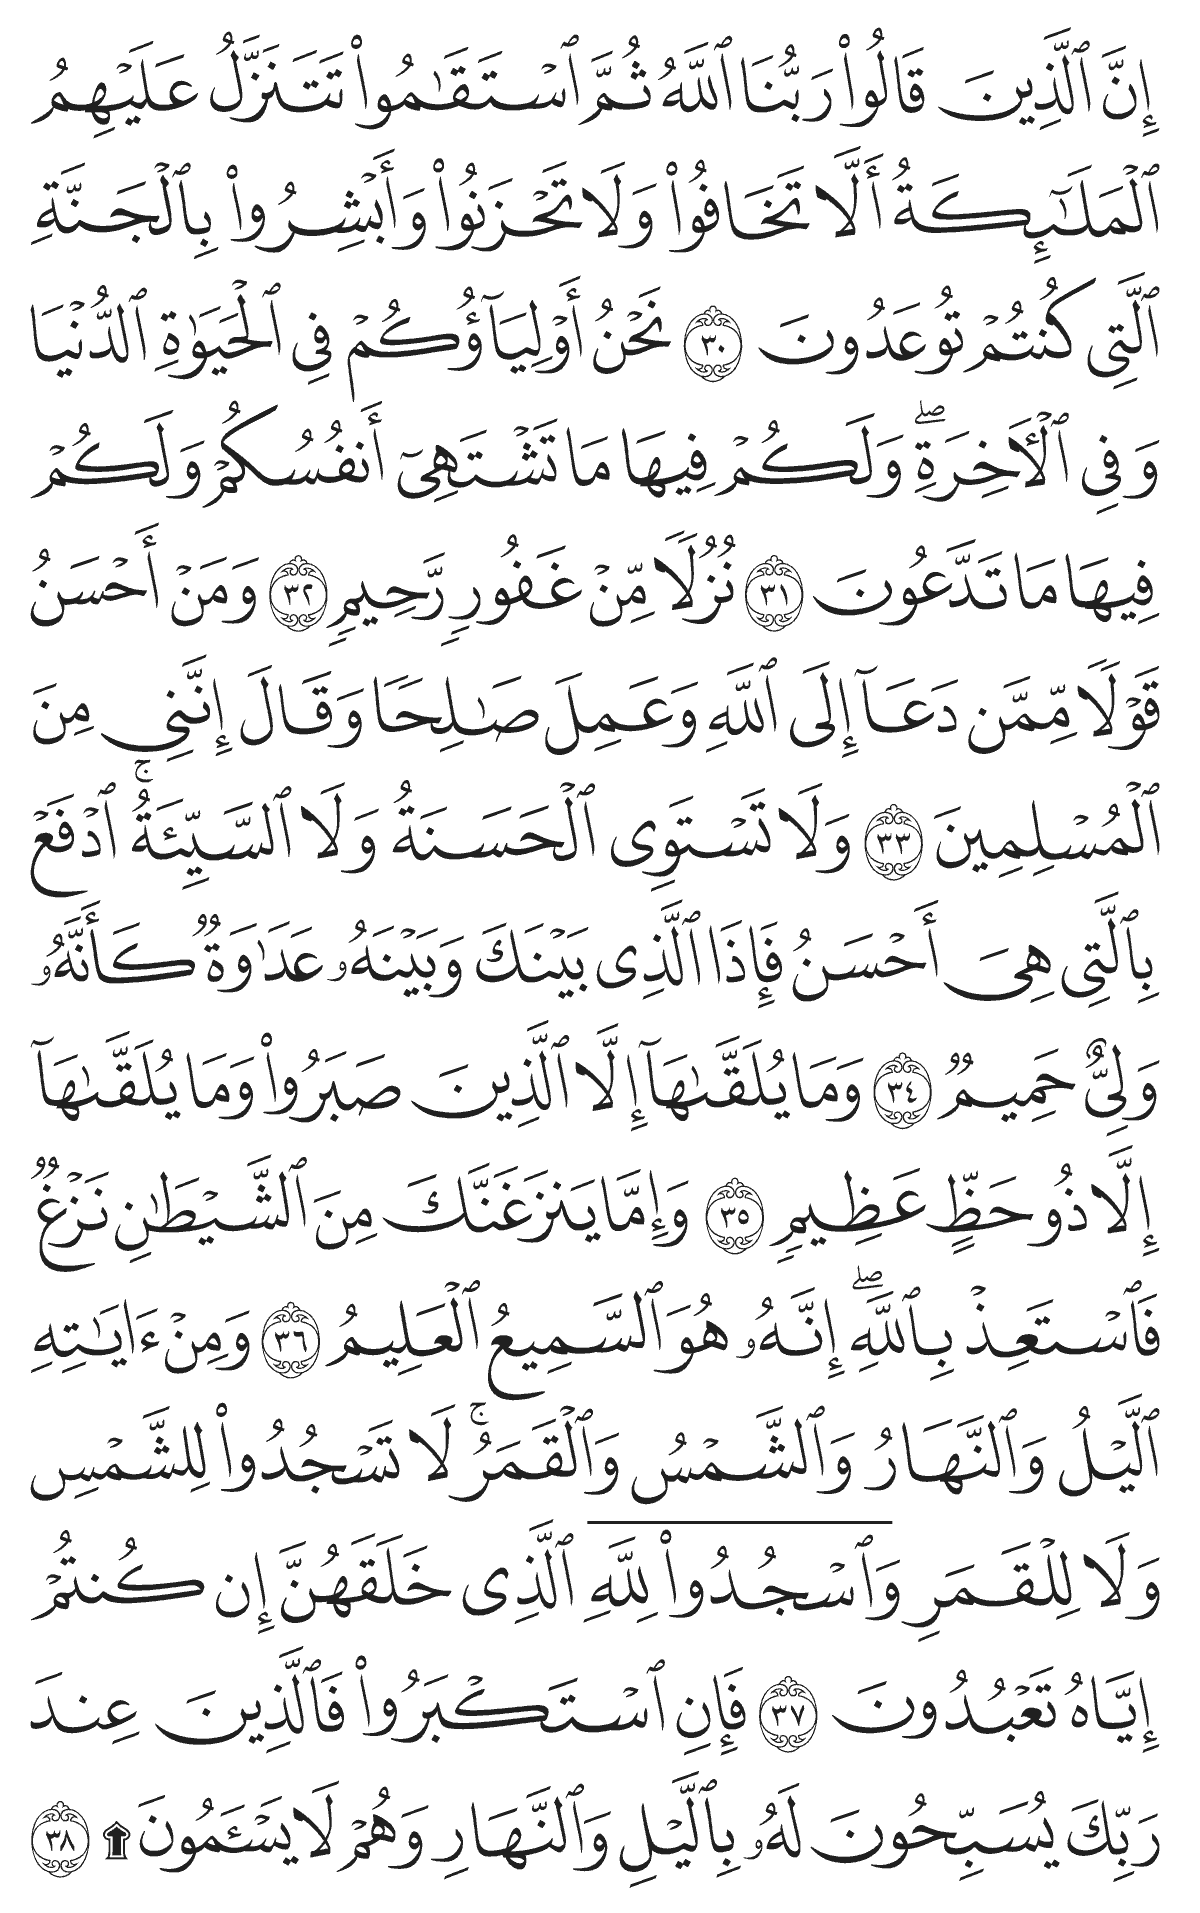 إِنَّ ٱلَّذِينَ قَالُوا۟ رَبُّنَا ٱللَّهُ ثُمَّ ٱسْتَقَٰمُوا۟ تَتَنَزَّلُ عَلَيْهِمُ
ٱلْمَلَٰٓئِكَةُ أَلَّا تَخَافُوا۟ وَلَا تَحْزَنُوا۟ وَأَبْشِرُوا۟ بِٱلْجَنَّةِ
ٱلَّتِى كُنتُمْ تُوعَدُونَ ٣٠ نَحْنُ أَوْلِيَآؤُكُمْ فِى ٱلْحَيَوٰةِ ٱلدُّنْيَا
وَفِى ٱلْءَاخِرَةِ ۖ وَلَكُمْ فِيهَا مَا تَشْتَهِىٓ أَنفُسُكُمْ وَلَكُمْ
فِيهَا مَا تَدَّعُونَ ٣١ نُزُلًا مِّنْ غَفُورٍ رَّحِيمٍ ٣٢ وَمَنْ أَحْسَنُ
قَوْلًا مِّمَّن دَعَآ إِلَى ٱللَّهِ وَعَمِلَ صَٰلِحًا وَقَالَ إِنَّنِى مِنَ
ٱلْمُسْلِمِينَ ٣٣ وَلَا تَسْتَوِى ٱلْحَسَنَةُ وَلَا ٱلسَّيِّئَةُ ۚ ٱدْفَعْ
بِٱلَّتِى هِىَ أَحْسَنُ فَإِذَا ٱلَّذِى بَيْنَكَ وَبَيْنَهُۥ عَدَٰوَةٌ كَأَنَّهُۥ
وَلِىٌّ حَمِيمٌ ٣٤ وَمَا يُلَقَّىٰهَآ إِلَّا ٱلَّذِينَ صَبَرُوا۟ وَمَا يُلَقَّىٰهَآ
إِلَّا ذُو حَظٍّ عَظِيمٍ ٣٥ وَإِمَّا يَنزَغَنَّكَ مِنَ ٱلشَّيْطَٰنِ نَزْغٌ
فَٱسْتَعِذْ بِٱللَّهِ ۖ إِنَّهُۥ هُوَ ٱلسَّمِيعُ ٱلْعَلِيمُ ٣٦ وَمِنْ ءَايَٰتِهِ
ٱلَّيْلُ وَٱلنَّهَارُ وَٱلشَّمْسُ وَٱلْقَمَرُ ۚ لَا تَسْجُدُوا۟ لِلشَّمْسِ
وَلَا لِلْقَمَرِ وَٱسْجُدُوا۟ لِلَّهِ ٱلَّذِى خَلَقَهُنَّ إِن كُنتُمْ
إِيَّاهُ تَعْبُدُونَ ٣٧ فَإِنِ ٱسْتَكْبَرُوا۟ فَٱلَّذِينَ عِندَ
رَبِّكَ يُسَبِّحُونَ لَهُۥ بِٱلَّيْلِ وَٱلنَّهَارِ وَهُمْ لَا يَسْـَٔمُونَ ۩ ٣٨